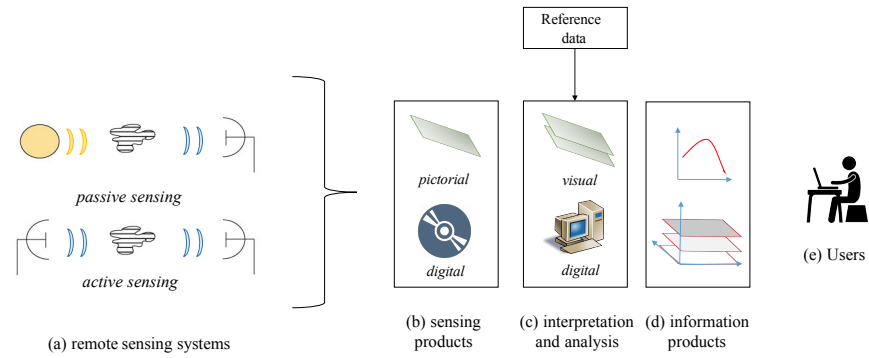 Reference
data
passive sensing
active sensing
(a) remote sensing systems
pictorial
digital
(b) sensing
products
visual
digital
(c) interpretation
and analysis
(d) information
products
(e) Users